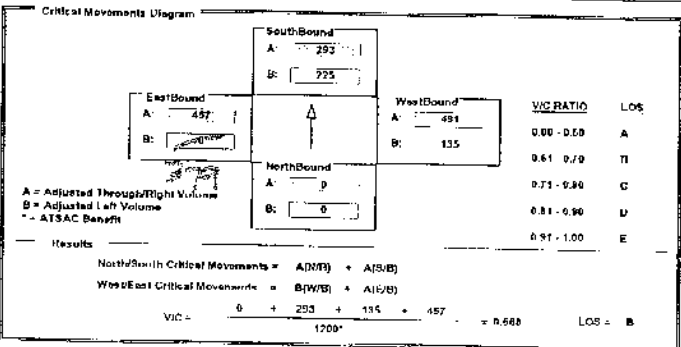 Critical Movements Diagram
SouthBound
A: 293
B: 225
EastBound
A: 457
B: 0
WestBound
A: 491
B: 135
NorthBound
A: 0
B: 0
A = Adjusted Through/Right Volume
B = Adjusted Left Volume
* = ATSAC Benefit
V/C RATIO LOS
0.00 - 0.60 A
0.61 - 0.70 B
0.71 - 0.80 C
0.81 - 0.90 D
0.91 - 1.00 E
Results
North/South Critical Movements = A(N/B) + A(S/B)
West/East Critical Movements = B(W/B) + A(E/B)
V/C = 0 + 293 + 135 + 457
1200*
= 0.668 LOS = B